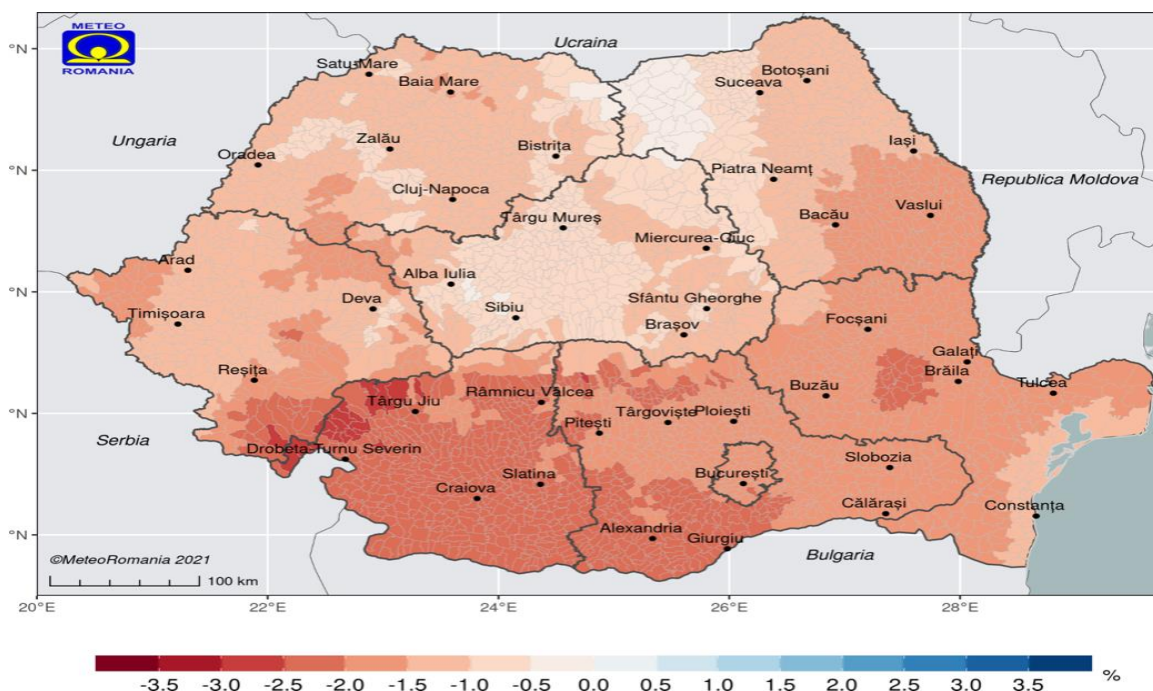 METEO
ROMANIA
Ucraina
Ungaria
Republica Moldova
Serbia
Bulgaria
Satu Mare
Baia Mare
Botoșani
Suceava
Zalău
Oradea
Bistrița
Iași
Cluj-Napoca
Piatra Neamț
Târgu Mureș
Bacău
Vaslui
Miercurea-Ciuc
Arad
Alba Iulia
Deva
Sibiu
Sfântu Gheorghe
Timișoara
Brașov
Focșani
Galați
Reșița
Brăila
Tulcea
Târgu Jiu
Râmnicu Vâlcea
Buzău
Târgoviște
Ploiești
Pitești
Drobeta-Turnu Severin
Slobozia
București
Slatina
Craiova
Călărași
Constanța
Alexandria
Giurgiu
©MeteoRomania 2021
100 km
°N
°N
°N
°N
°N
20°E 22°E 24°E 26°E 28°E
-3.5 -3.0 -2.5 -2.0 -1.5 -1.0 -0.5 0.0 0.5 1.0 1.5 2.0 2.5 3.0 3.5 %